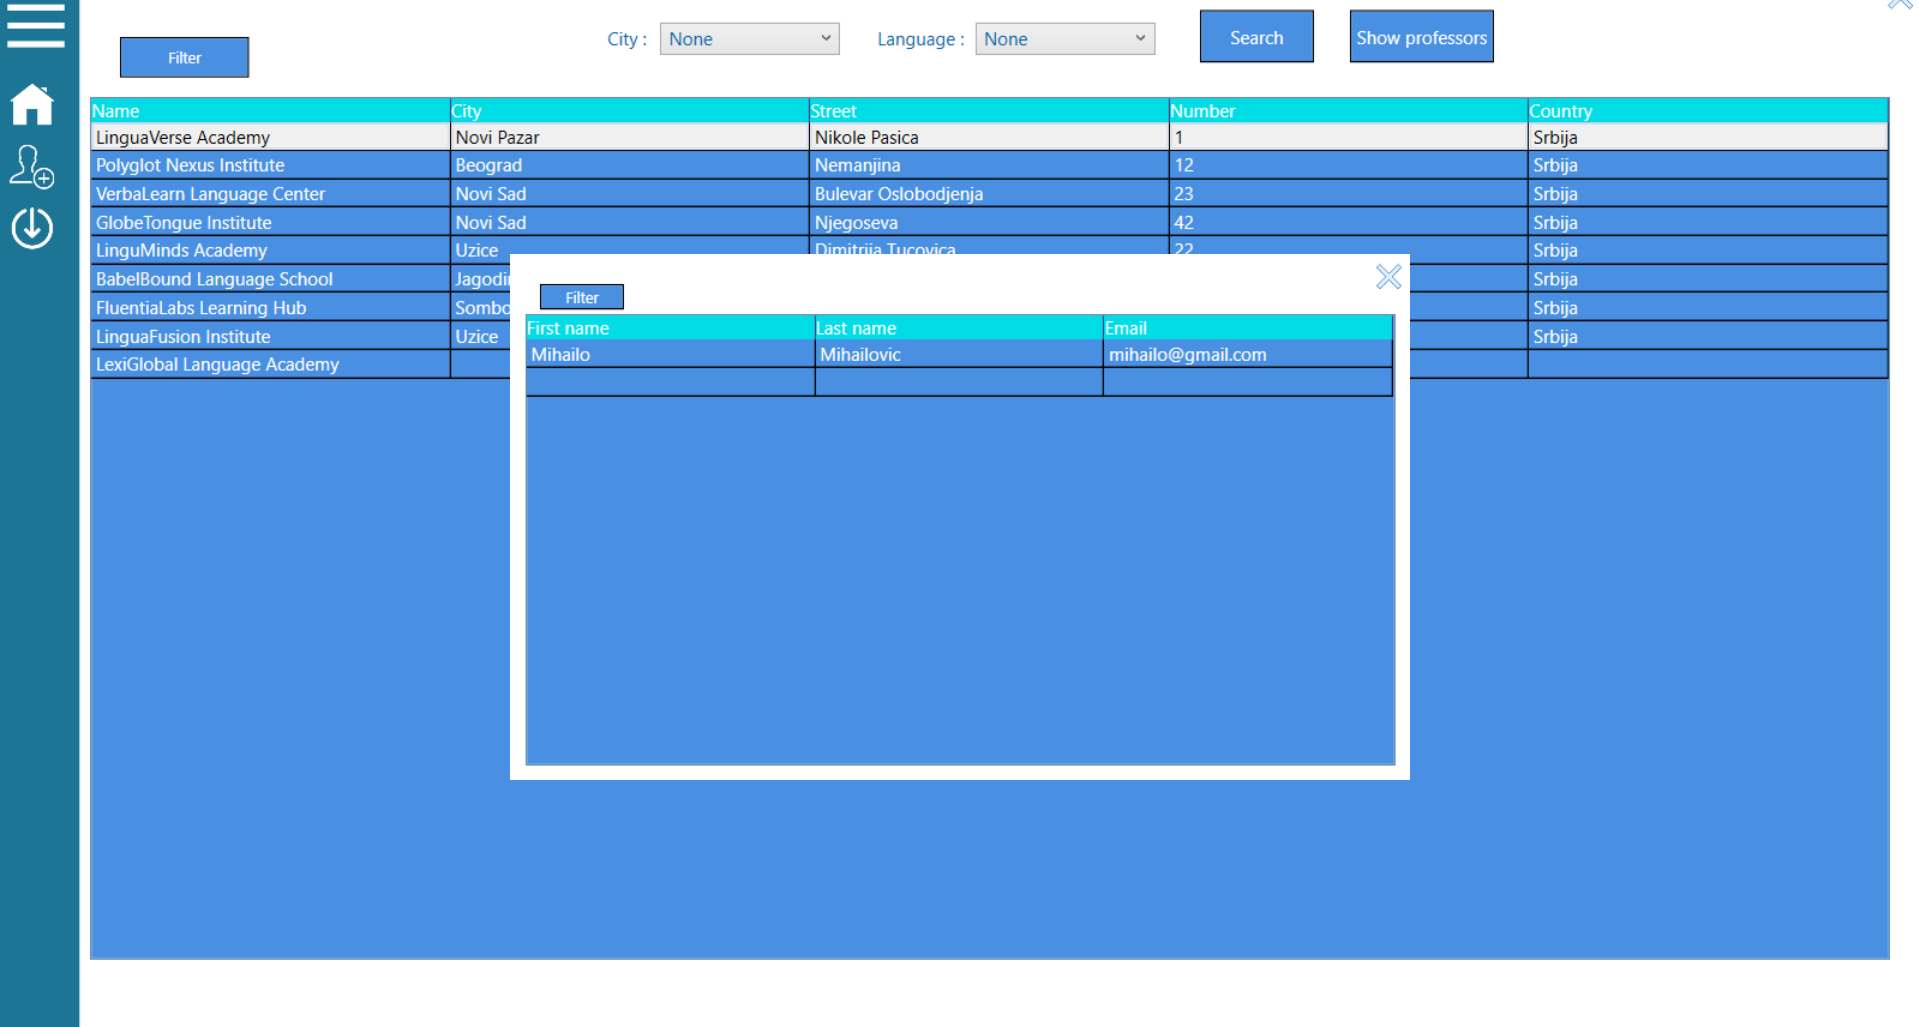 City : None Language : None Search Show professors
Filter
Name City Street Number Country
LinguaVerse Academy Novi Pazar Nikole Pasica 1 Srbija
Polyglot Nexus Institute Beograd Nemanjina 12 Srbija
VerbaLearn Language Center Novi Sad Bulevar Oslobodjenja 23 Srbija
GlobeTongue Institute Novi Sad Njegoseva 42 Srbija
LinguMinds Academy Uzice Dimitrija Tucovica 22 Srbija
BabelBound Language School Jagodi Srbija
FluentiaLabs Learning Hub Sombo Srbija
LinguaFusion Institute Uzice Srbija
LexiGlobal Language Academy
Filter
First name Last name Email
Mihailo Mihailovic mihailo@gmail.com